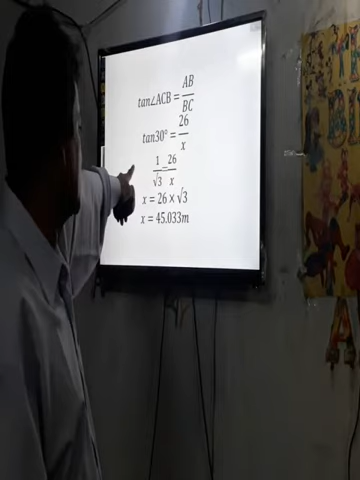 tan∠ACB = AB/BC
tan30° = 26/x
1/√3 = 26/x
x = 26 × √3
x = 45.033m